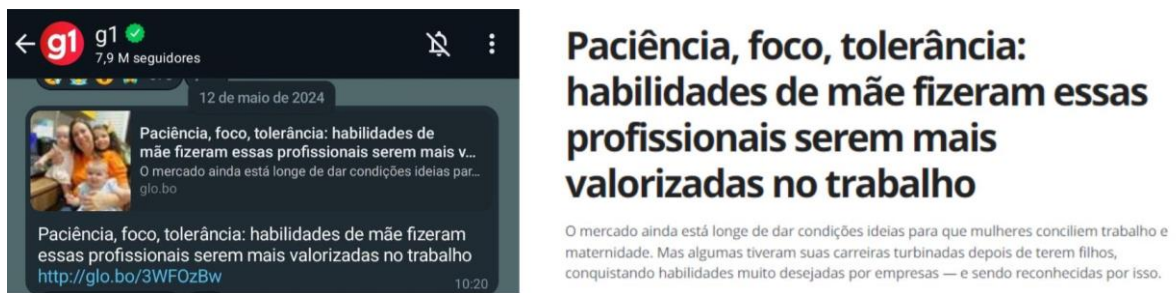 g1
g1
7,9 M seguidores
12 de maio de 2024
Paciência, foco, tolerância: habilidades de
mãe fizeram essas profissionais serem mais v...
O mercado ainda está longe de dar condições ideias par...
glo.bo
Paciência, foco, tolerância: habilidades de mãe fizeram
essas profissionais serem mais valorizadas no trabalho
http://glo.bo/3WFOzBw
10:20
Paciência, foco, tolerância:
habilidades de mãe fizeram essas
profissionais serem mais
valorizadas no trabalho
O mercado ainda está longe de dar condições ideias para que mulheres conciliem trabalho e
maternidade. Mas algumas tiveram suas carreiras turbinadas depois de terem filhos,
conquistando habilidades muito desejadas por empresas — e sendo reconhecidas por isso.